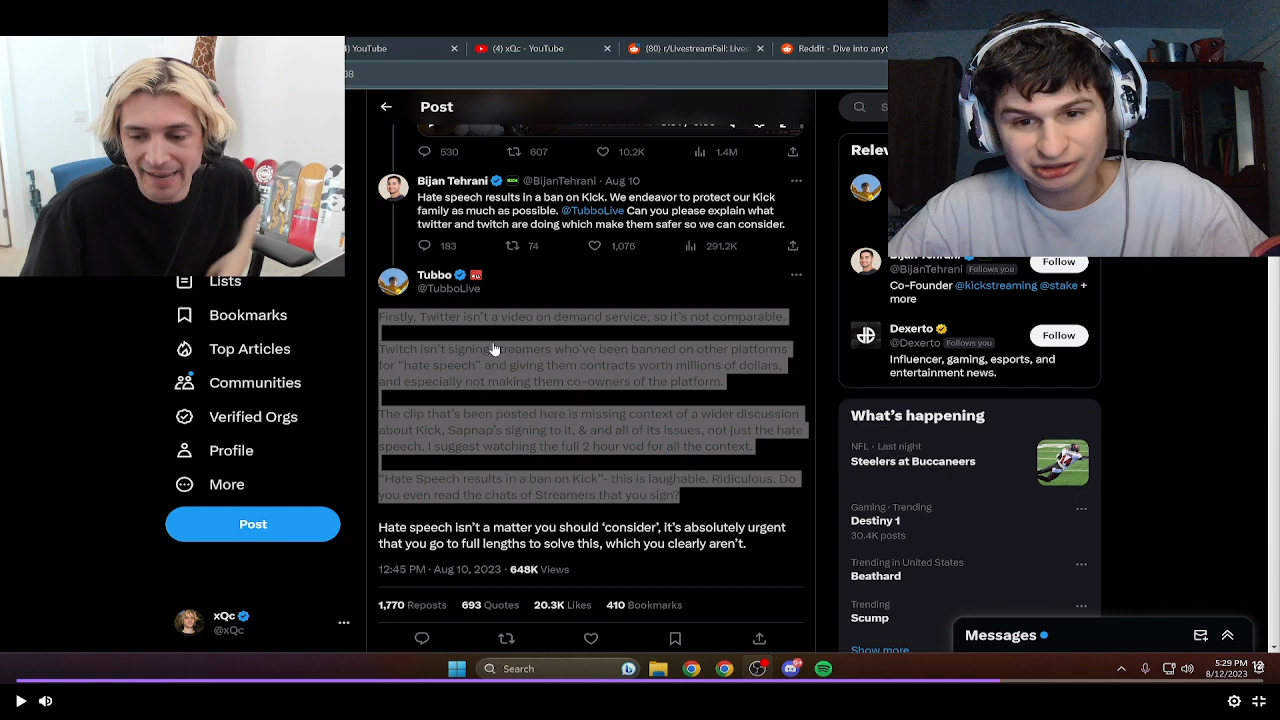 ) YouTube
(4) xQc - YouTube
(80) r/LivestreamFail: Lives
Reddit - Dive into anyt
08
Post
530
607
10.2K
1.4M
Bijan Tehrani @BijanTehrani · Aug 10
Hate speech results in a ban on Kick. We endeavor to protect our Kick
family as much as possible. @TubboLive Can you please explain what
twitter and twitch are doing which make them safer so we can consider.
183
74
1,076
291.2K
Tubbo
@TubboLive
Firstly, Twitter isn't a video on demand service, so it's not comparable.
Twitch isn't signing streamers who've been banned on other platforms
for "hate speech" and giving them contracts worth millions of dollars,
and especially not making them co-owners of the platform.
The clip that's been posted here is missing context of a wider discussion
about Kick, Sapnap's signing to it, & and all of its issues, not just the hate
speech. I suggest watching the full 2 hour vod for all the context.
"Hate Speech results in a ban on Kick"- this is laughable. Ridiculous. Do
you even read the chats of Streamers that you sign?
Hate speech isn't a matter you should 'consider', it's absolutely urgent
that you go to full lengths to solve this, which you clearly aren't.
12:45 PM · Aug 10, 2023 · 648K Views
1,770 Reposts 693 Quotes 20.3K Likes 410 Bookmarks
Lists
Bookmarks
Top Articles
Communities
Verified Orgs
Profile
More
Post
xQc
@xQc
S
Relev
Bijan Tehrani
@BijanTehrani Follows you
Follow
Co-Founder @kickstreaming @stake +
more
Dexerto
@Dexerto Follows you
Follow
Influencer, gaming, esports, and
entertainment news.
What's happening
NFL · Last night
Steelers at Buccaneers
Gaming · Trending
Destiny 1
30.4K posts
Trending in United States
Beathard
Trending
Scump
Show more
Messages
Search
5:29 PM
8/12/2023